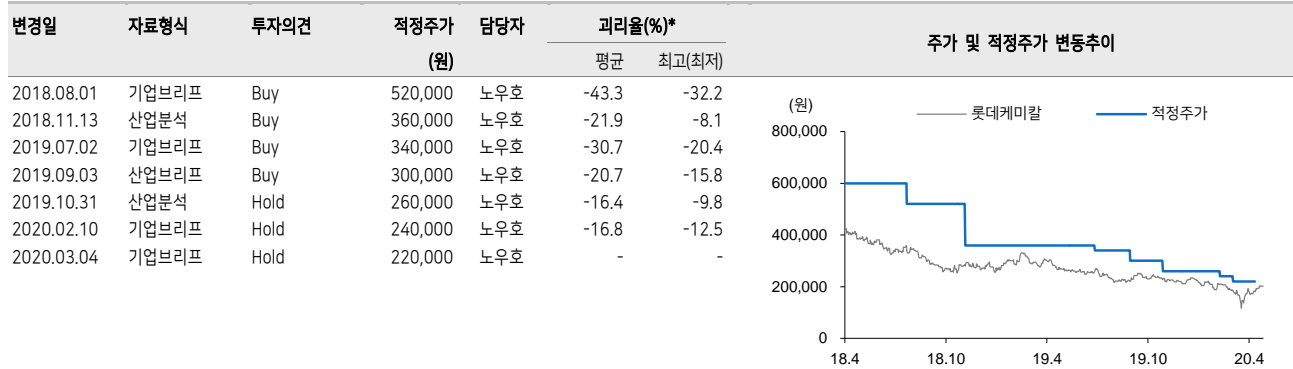 변경일 자료형식 투자의견 적정주가 담당자 괴리율(%)*
(원) 평균 최고(최저)
2018.08.01 기업브리프 Buy 520,000 노우호 -43.3 -32.2
2018.11.13 산업분석 Buy 360,000 노우호 -21.9 -8.1
2019.07.02 기업브리프 Buy 340,000 노우호 -30.7 -20.4
2019.09.03 산업브리프 Buy 300,000 노우호 -20.7 -15.8
2019.10.31 산업분석 Hold 260,000 노우호 -16.4 -9.8
2020.02.10 기업브리프 Hold 240,000 노우호 -16.8 -12.5
2020.03.04 기업브리프 Hold 220,000 노우호 - -
주가 및 적정주가 변동추이
(원)
롯데케미칼 적정주가
800,000
600,000
400,000
200,000
0
18.4 18.10 19.4 19.10 20.4